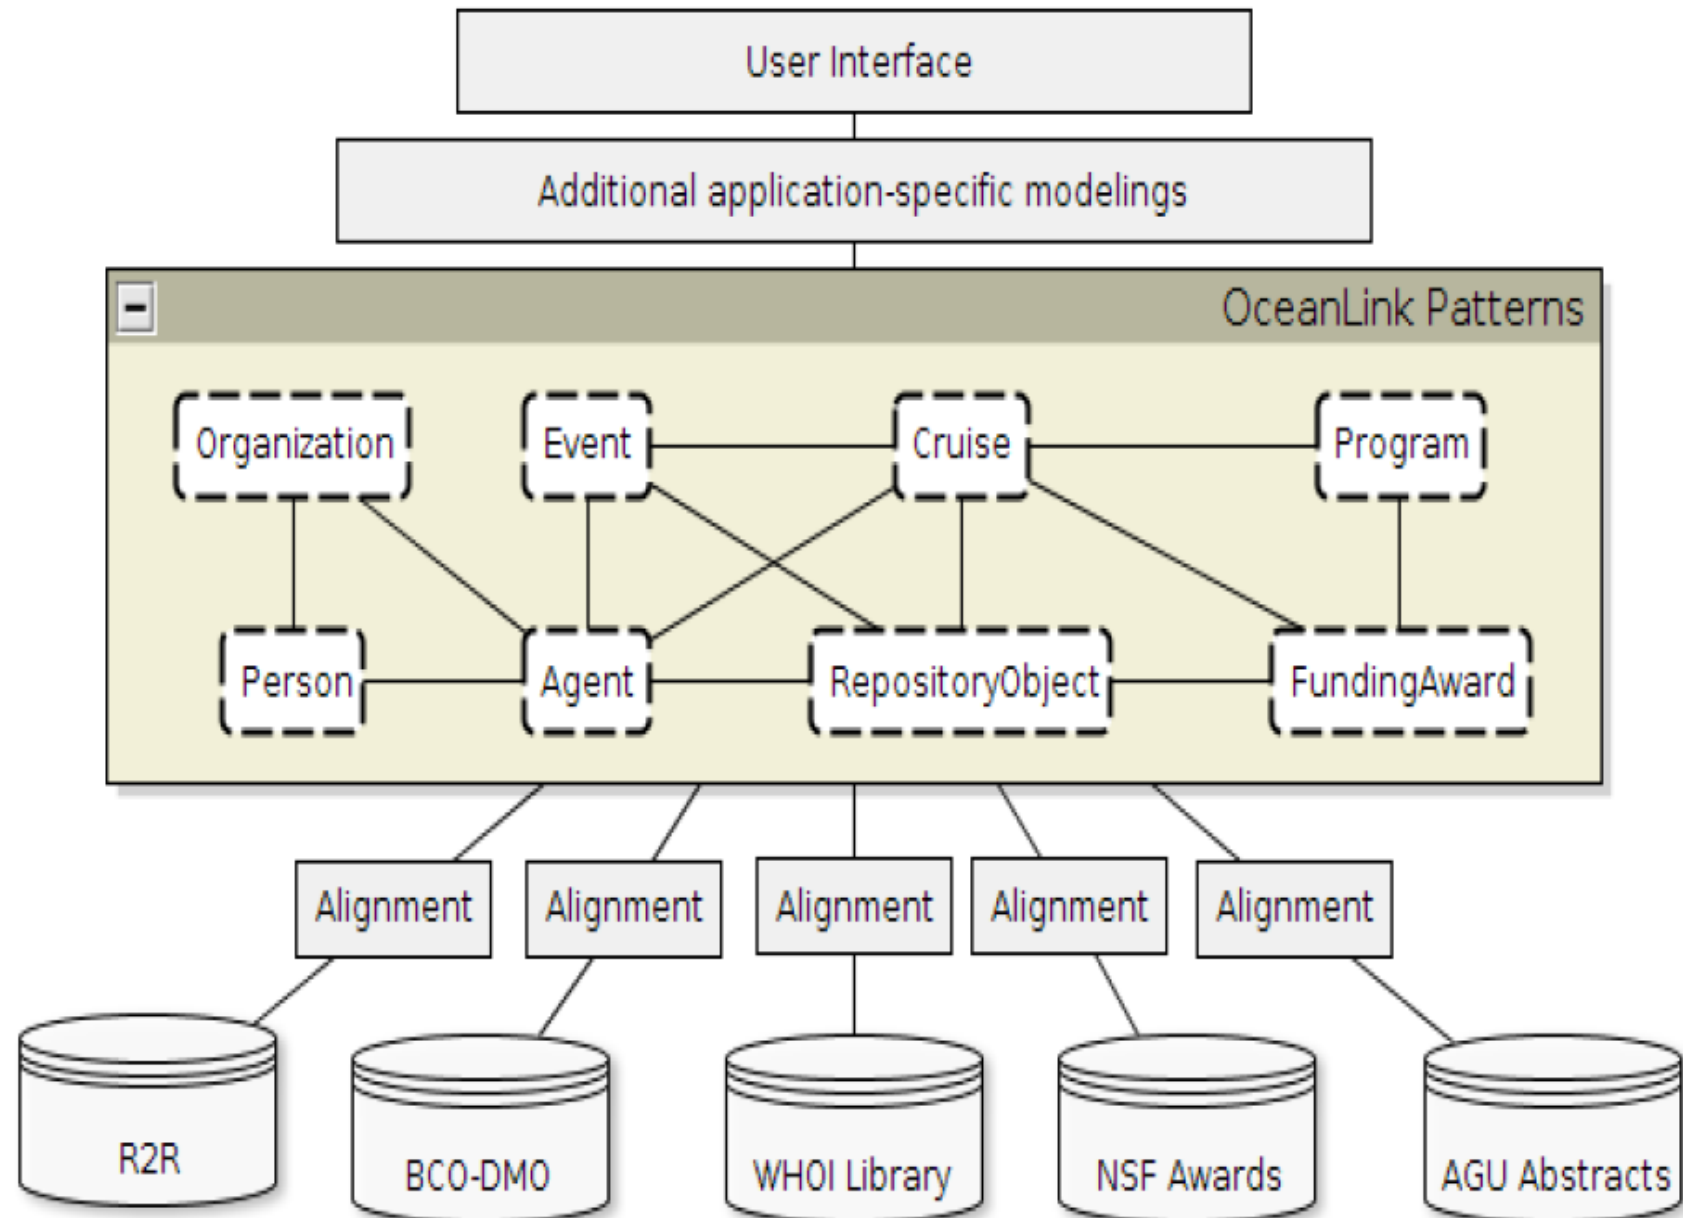 User Interface
Additional application-specific modelings
OceanLink Patterns
Organization
Event
Cruise
Program
Person
Agent
RepositoryObject
FundingAward
Alignment
Alignment
Alignment
Alignment
Alignment
R2R
BCO-DMO
WHOI Library
NSF Awards
AGU Abstracts